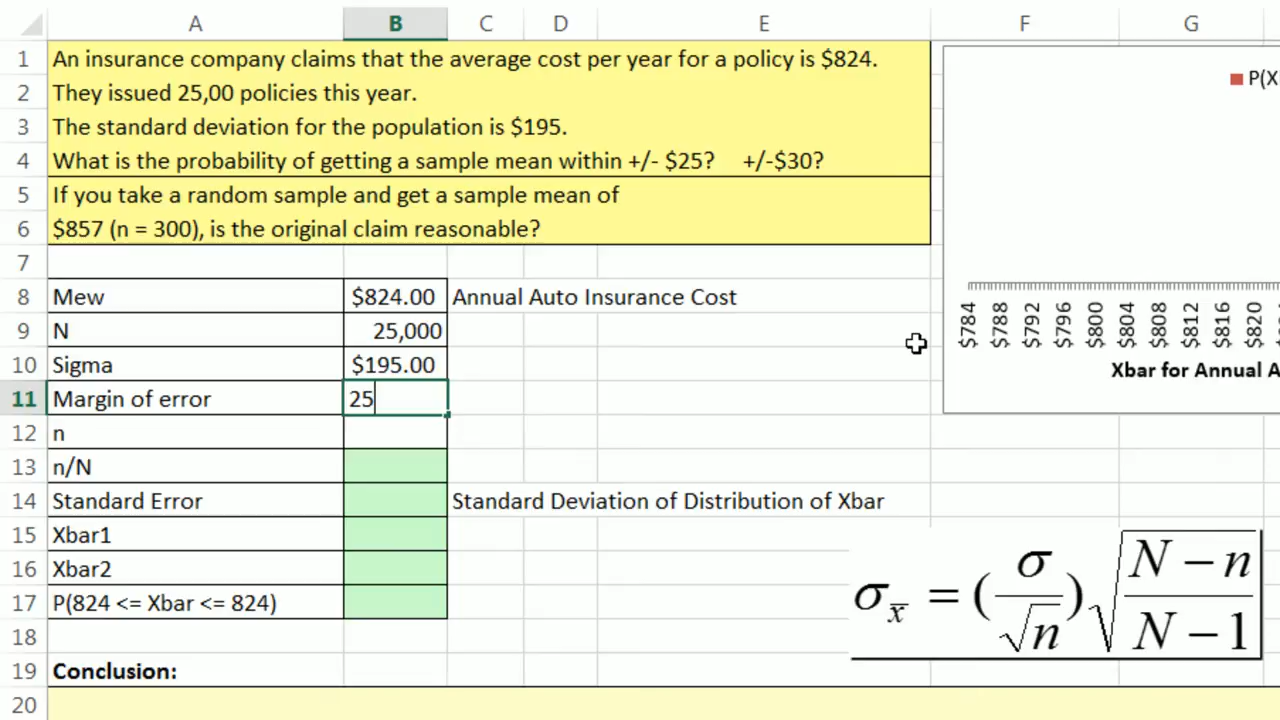 A B C D E F G
1 An insurance company claims that the average cost per year for a policy is $824.
2 They issued 25,00 policies this year.
3 The standard deviation for the population is $195.
4 What is the probability of getting a sample mean within +/- $25? +/-$30?
5 If you take a random sample and get a sample mean of
6 $857 (n = 300), is the original claim reasonable?
7
8 Mew $824.00 Annual Auto Insurance Cost
9 N 25,000
10 Sigma $195.00
11 Margin of error 25
12 n
13 n/N
14 Standard Error Standard Deviation of Distribution of Xbar
15 Xbar1
16 Xbar2
17 P(824 <= Xbar <= 824)
18
19 Conclusion:
20
P(X
$784 $788 $792 $796 $800 $804 $808 $812 $816 $820
Xbar for Annual A
σx̅ = (σ/√n)√((N − n)/(N − 1))